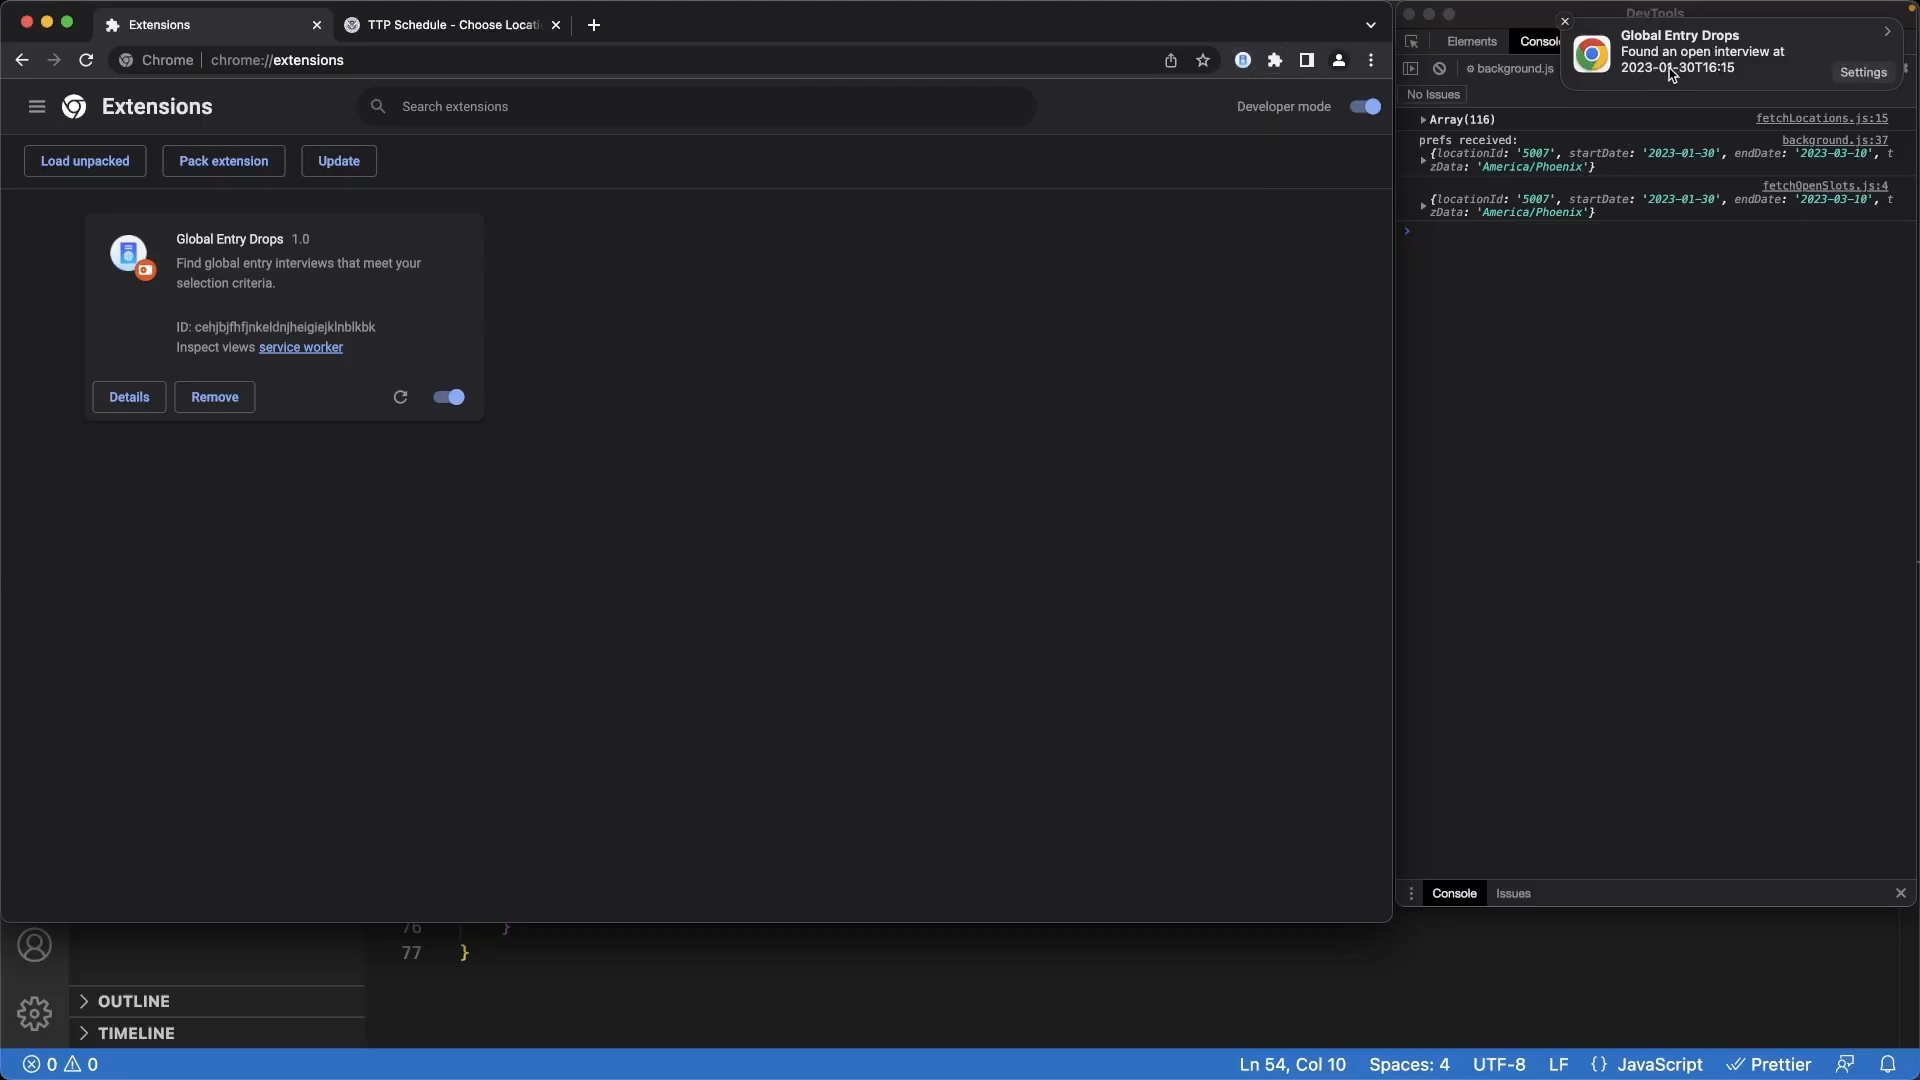 Extensions
TTP Schedule - Choose Locati
Chrome
chrome://extensions
Extensions
Search extensions
Developer mode
Load unpacked
Pack extension
Update
Global Entry Drops 1.0
Find global entry interviews that meet your
selection criteria.
ID: cehjbjfhfjnkeldnjheigiejklnblkbk
Inspect views service worker
Details
Remove
DevTools
Elements
Consol
Global Entry Drops
Found an open interview at
2023-01-30T16:15
Settings
background.js
No Issues
Array(116) fetchLocations.js:15
prefs received: background.js:37
{locationId: '5007', startDate: '2023-01-30', endDate: '2023-03-10', t
zData: 'America/Phoenix'}
fetchOpenSlots.js:4
{locationId: '5007', startDate: '2023-01-30', endDate: '2023-03-10', t
zData: 'America/Phoenix'}
Console
Issues
76 }
77 }
OUTLINE
TIMELINE
0 0
Ln 54, Col 10
Spaces: 4
UTF-8
LF
{} JavaScript
Prettier